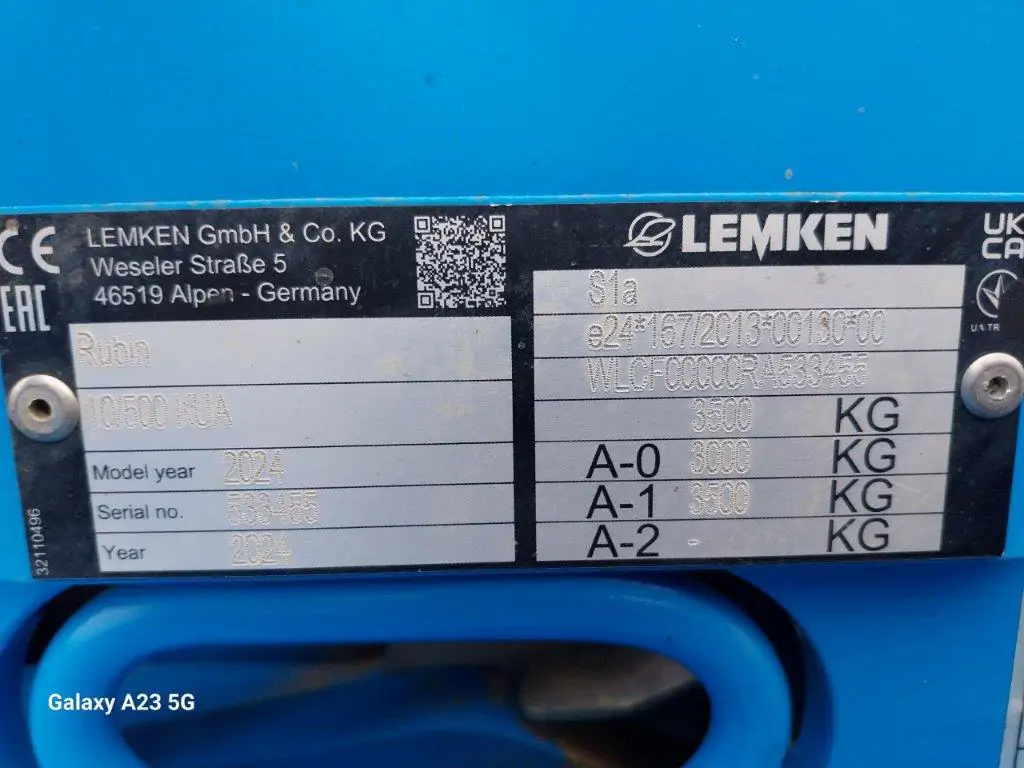 CE
EAC
LEMKEN GmbH & Co. KG
Weseler Straße 5
46519 Alpen - Germany
LEMKEN
UK
CA
U.A. TR
Rubin
10/500 KUA
Model year 2024
Serial no. 533455
Year 2024
32110496
S1a
e24*167/2013*00130*00
WLCF00000RA533455
3500 KG
A-0 3000 KG
A-1 3500 KG
A-2 - KG
Galaxy A23 5G